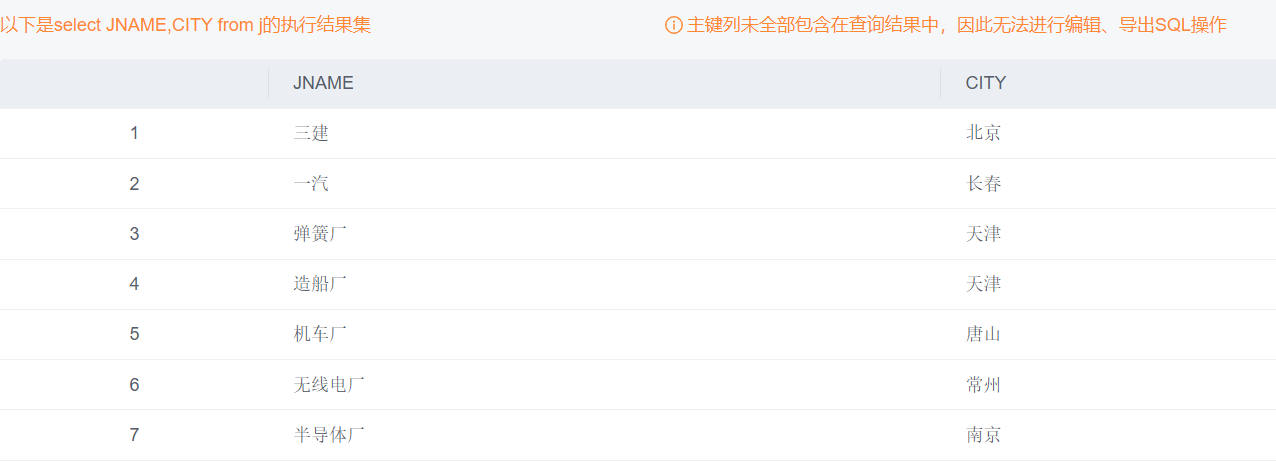 以下是select JNAME,CITY from j的执行结果集 主键列未全部包含在查询结果中，因此无法进行编辑、导出SQL操作
JNAME CITY
1 三建 北京
2 一汽 长春
3 弹簧厂 天津
4 造船厂 天津
5 机车厂 唐山
6 无线电厂 常州
7 半导体厂 南京